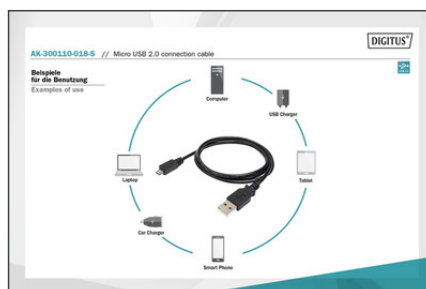 DIGITUS
AK-300110-018-S // Micro USB 2.0 connection cable
Beispiele
für die Benutzung
Examples of use
Computer
USB Charger
Laptop
Tablet
Car Charger
Smart Phone